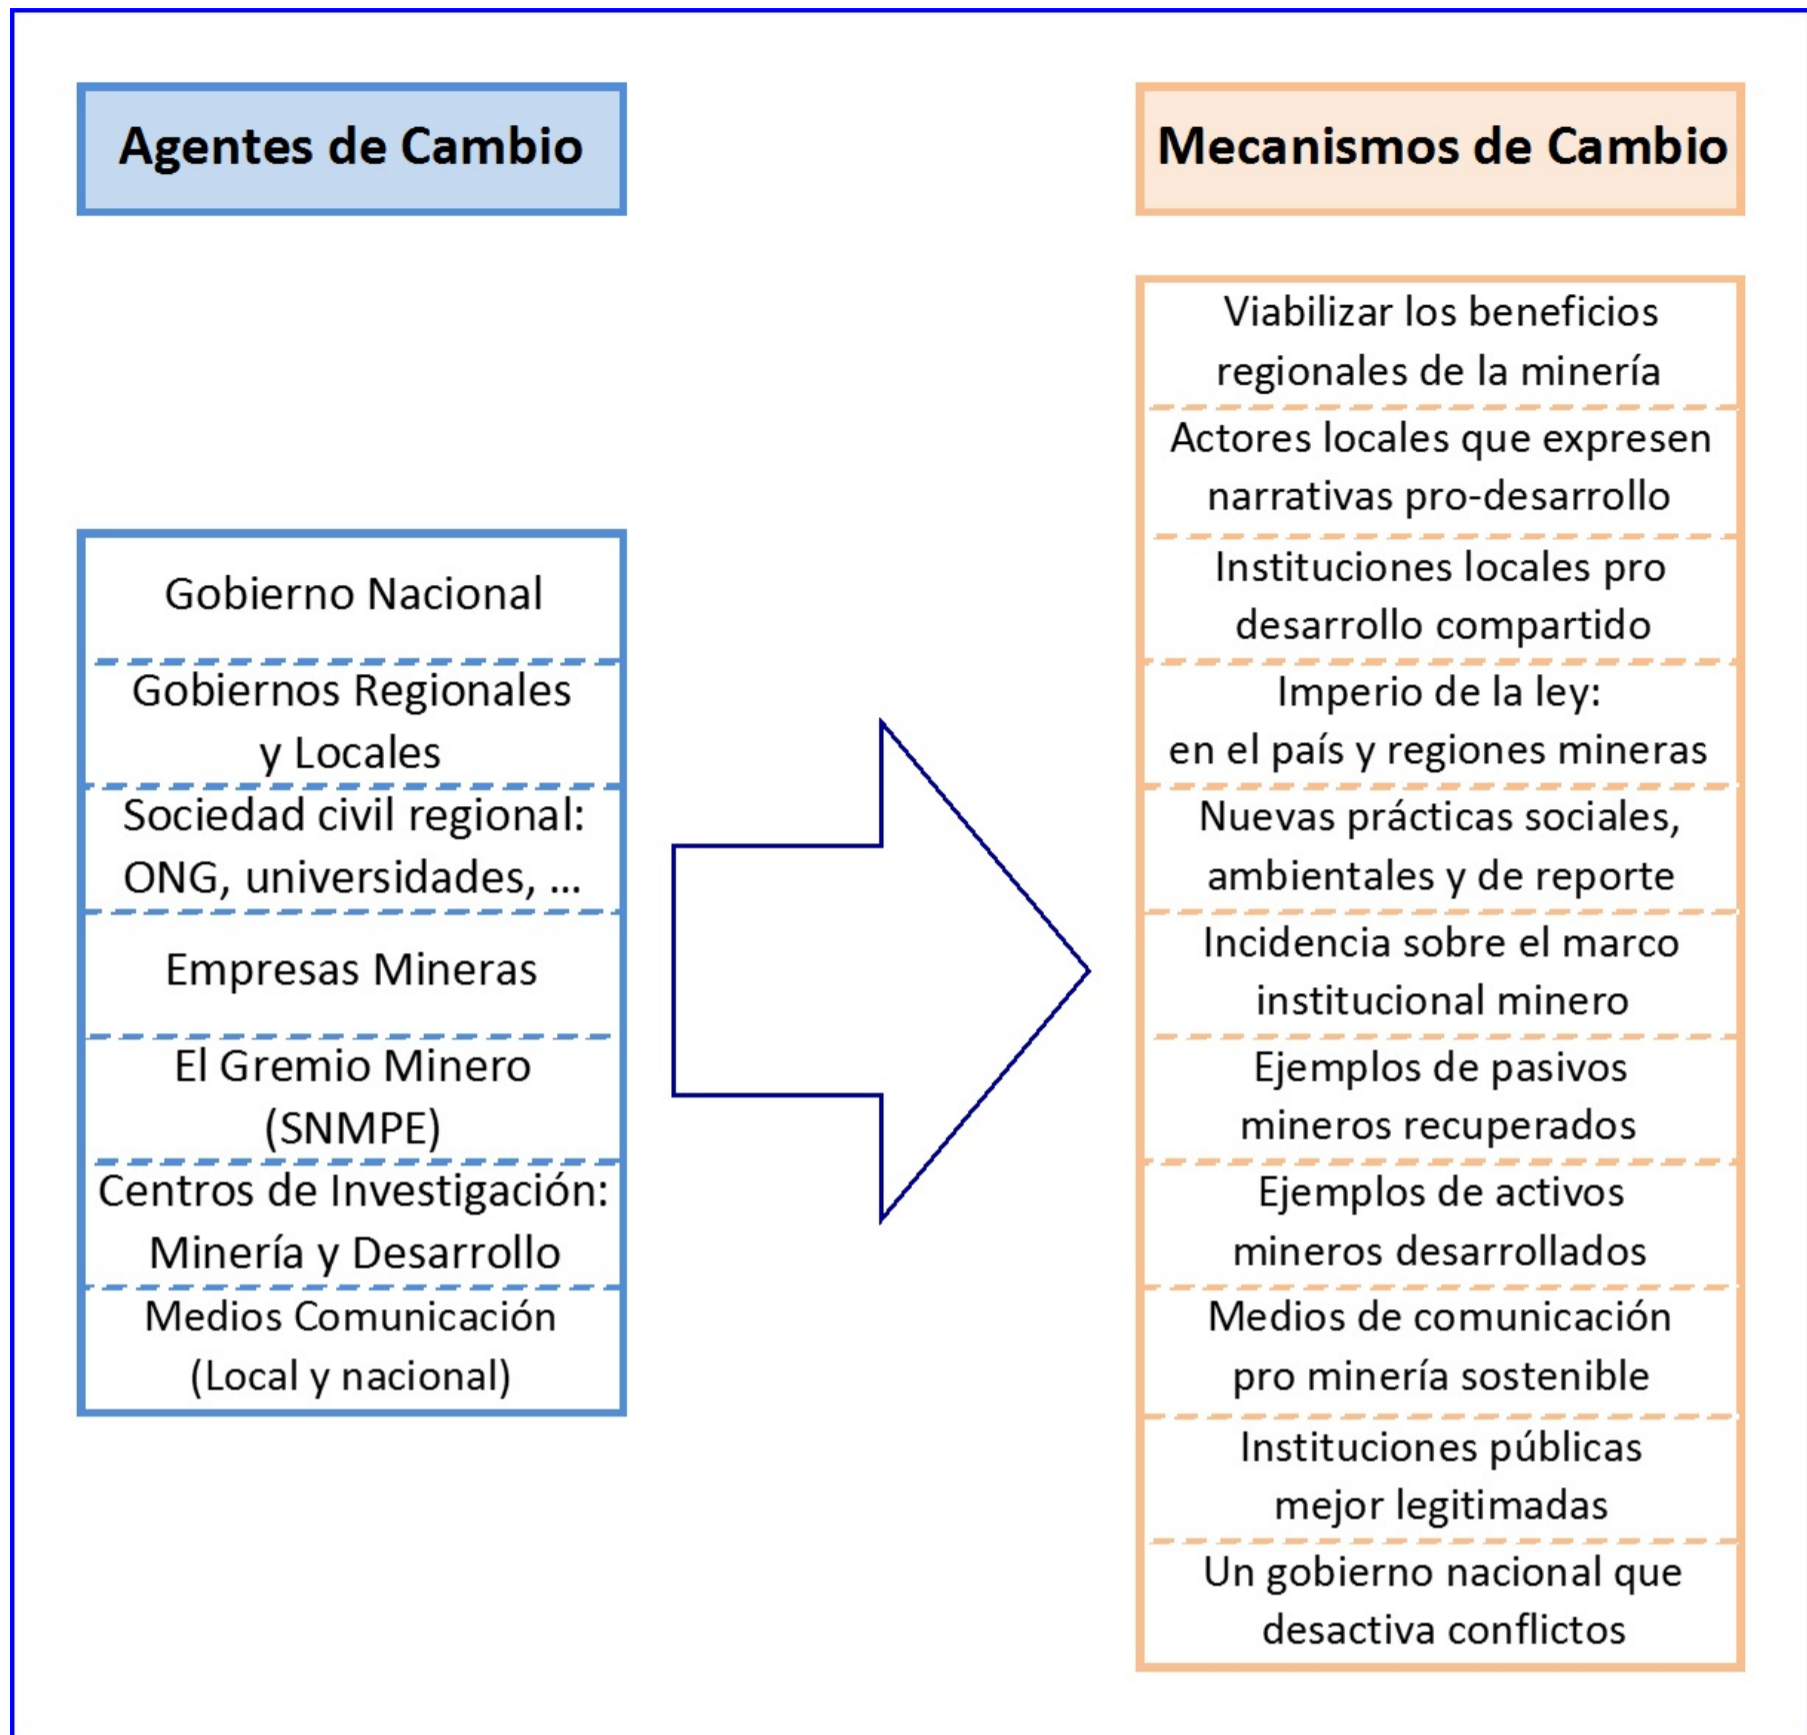 Agentes de Cambio
Gobierno Nacional
Gobiernos Regionales
y Locales
Sociedad civil regional:
ONG, universidades, ...
Empresas Mineras
El Gremio Minero
(SNMPE)
Centros de Investigación:
Minería y Desarrollo
Medios Comunicación
(Local y nacional)
Mecanismos de Cambio
Viabilizar los beneficios
regionales de la minería
Actores locales que expresen
narrativas pro-desarrollo
Instituciones locales pro
desarrollo compartido
Imperio de la ley:
en el país y regiones mineras
Nuevas prácticas sociales,
ambientales y de reporte
Incidencia sobre el marco
institucional minero
Ejemplos de pasivos
mineros recuperados
Ejemplos de activos
mineros desarrollados
Medios de comunicación
pro minería sostenible
Instituciones públicas
mejor legitimadas
Un gobierno nacional que
desactiva conflictos